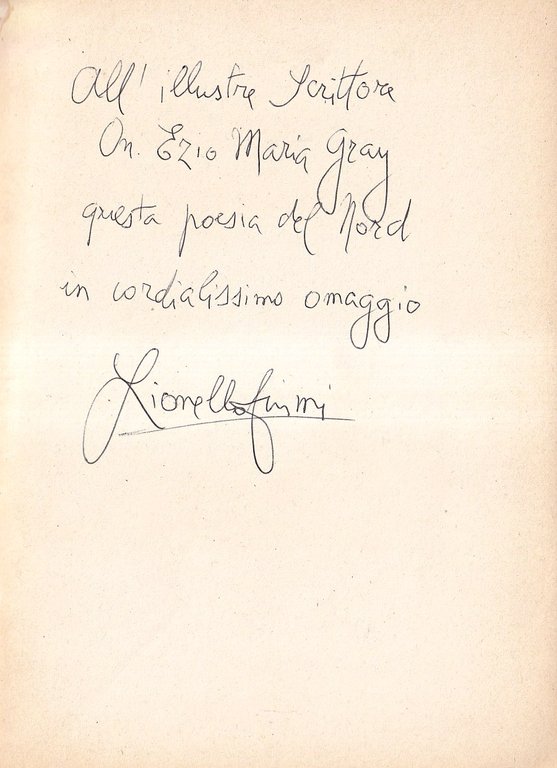 All' illustre Scrittore
On. Ezio Maria Gray
questa poesia del Nord
in cordialissimo omaggio
Lionello Fiumi